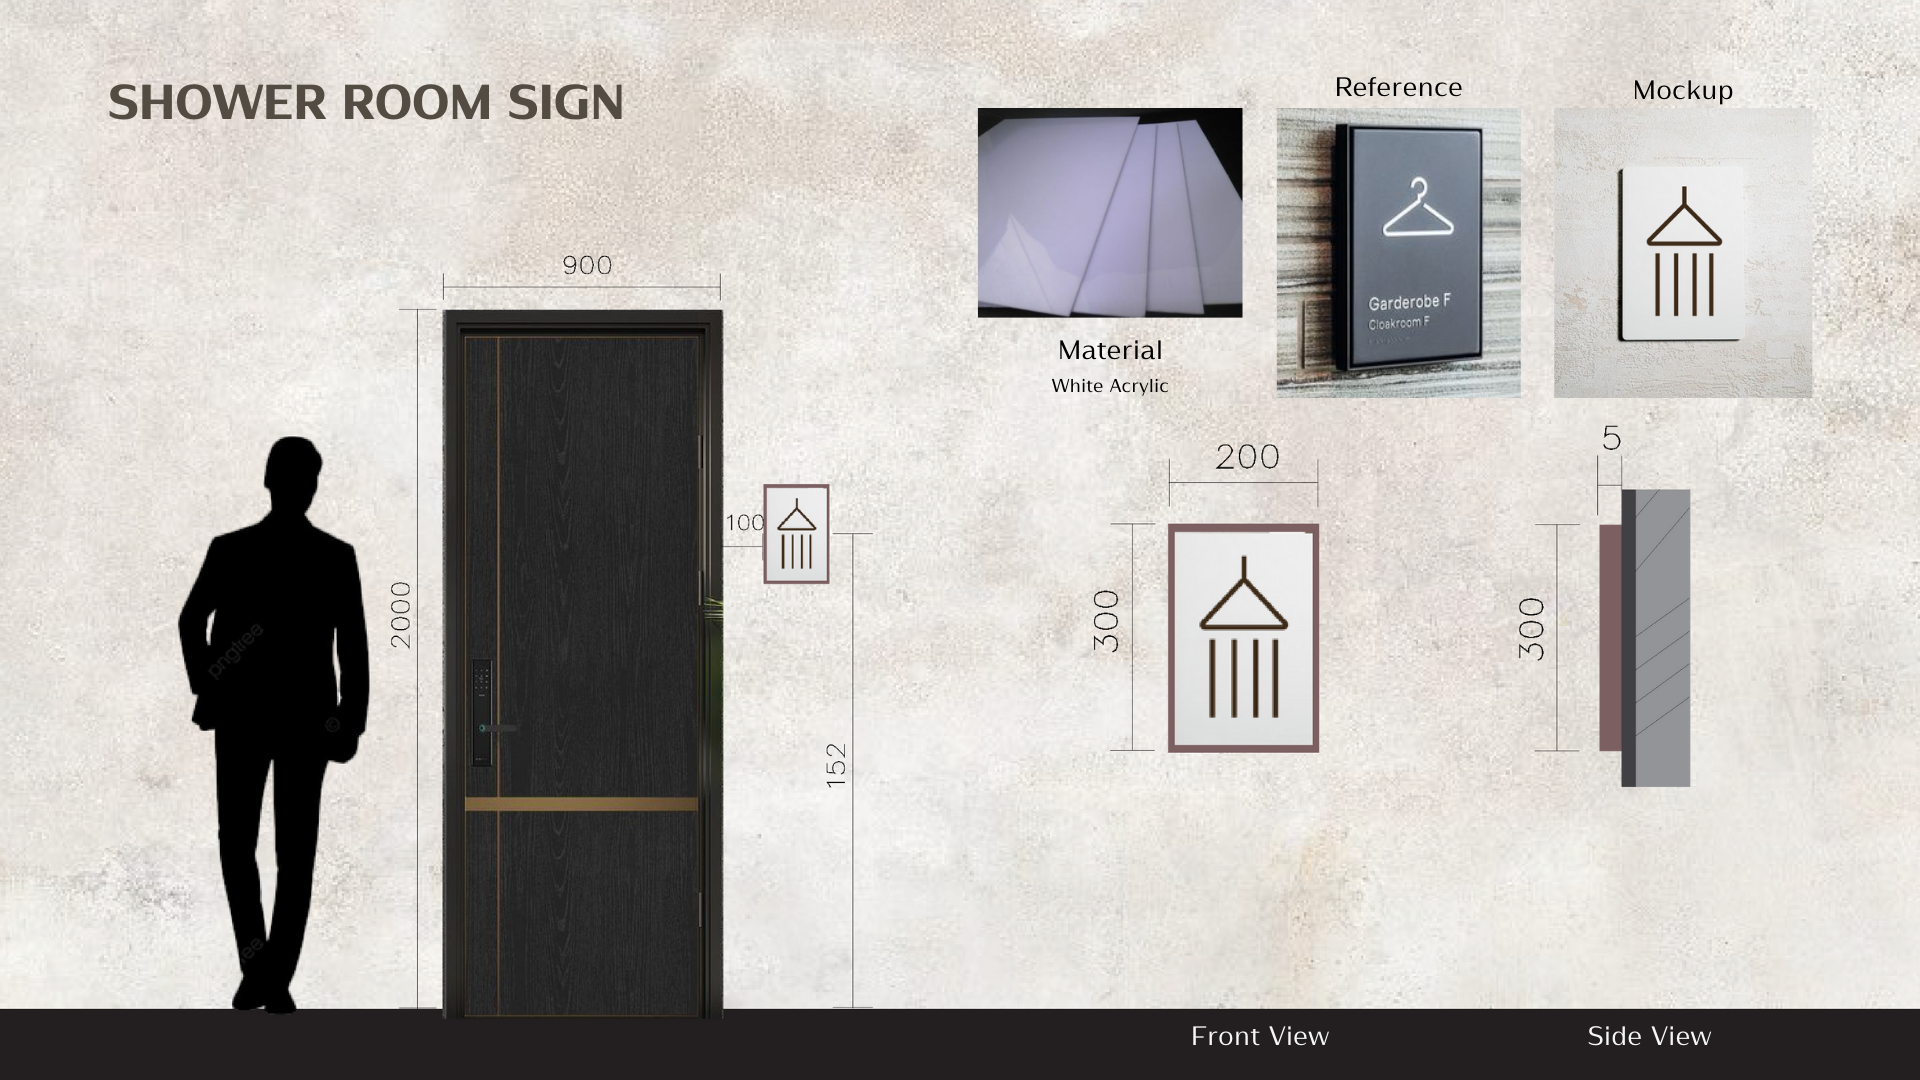 SHOWER ROOM SIGN
Reference
Mockup
Garderobe F
Cloakroom F
Material
White Acrylic
900
2000
100
152
200
300
5
300
pngtree
Front View
Side View